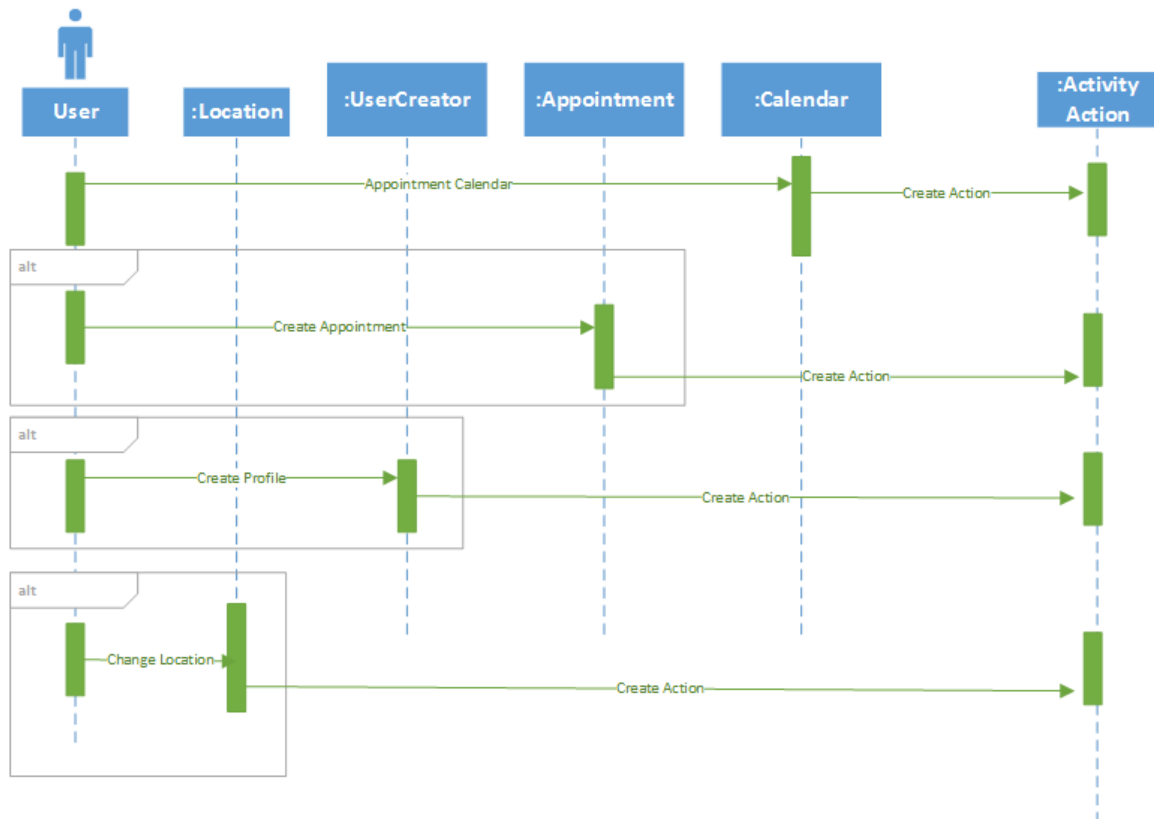 User
:Location
:UserCreator
:Appointment
:Calendar
:Activity
Action
Appointment Calendar
Create Action
alt
Create Appointment
Create Action
alt
Create Profile
Create Action
alt
Change Location
Create Action